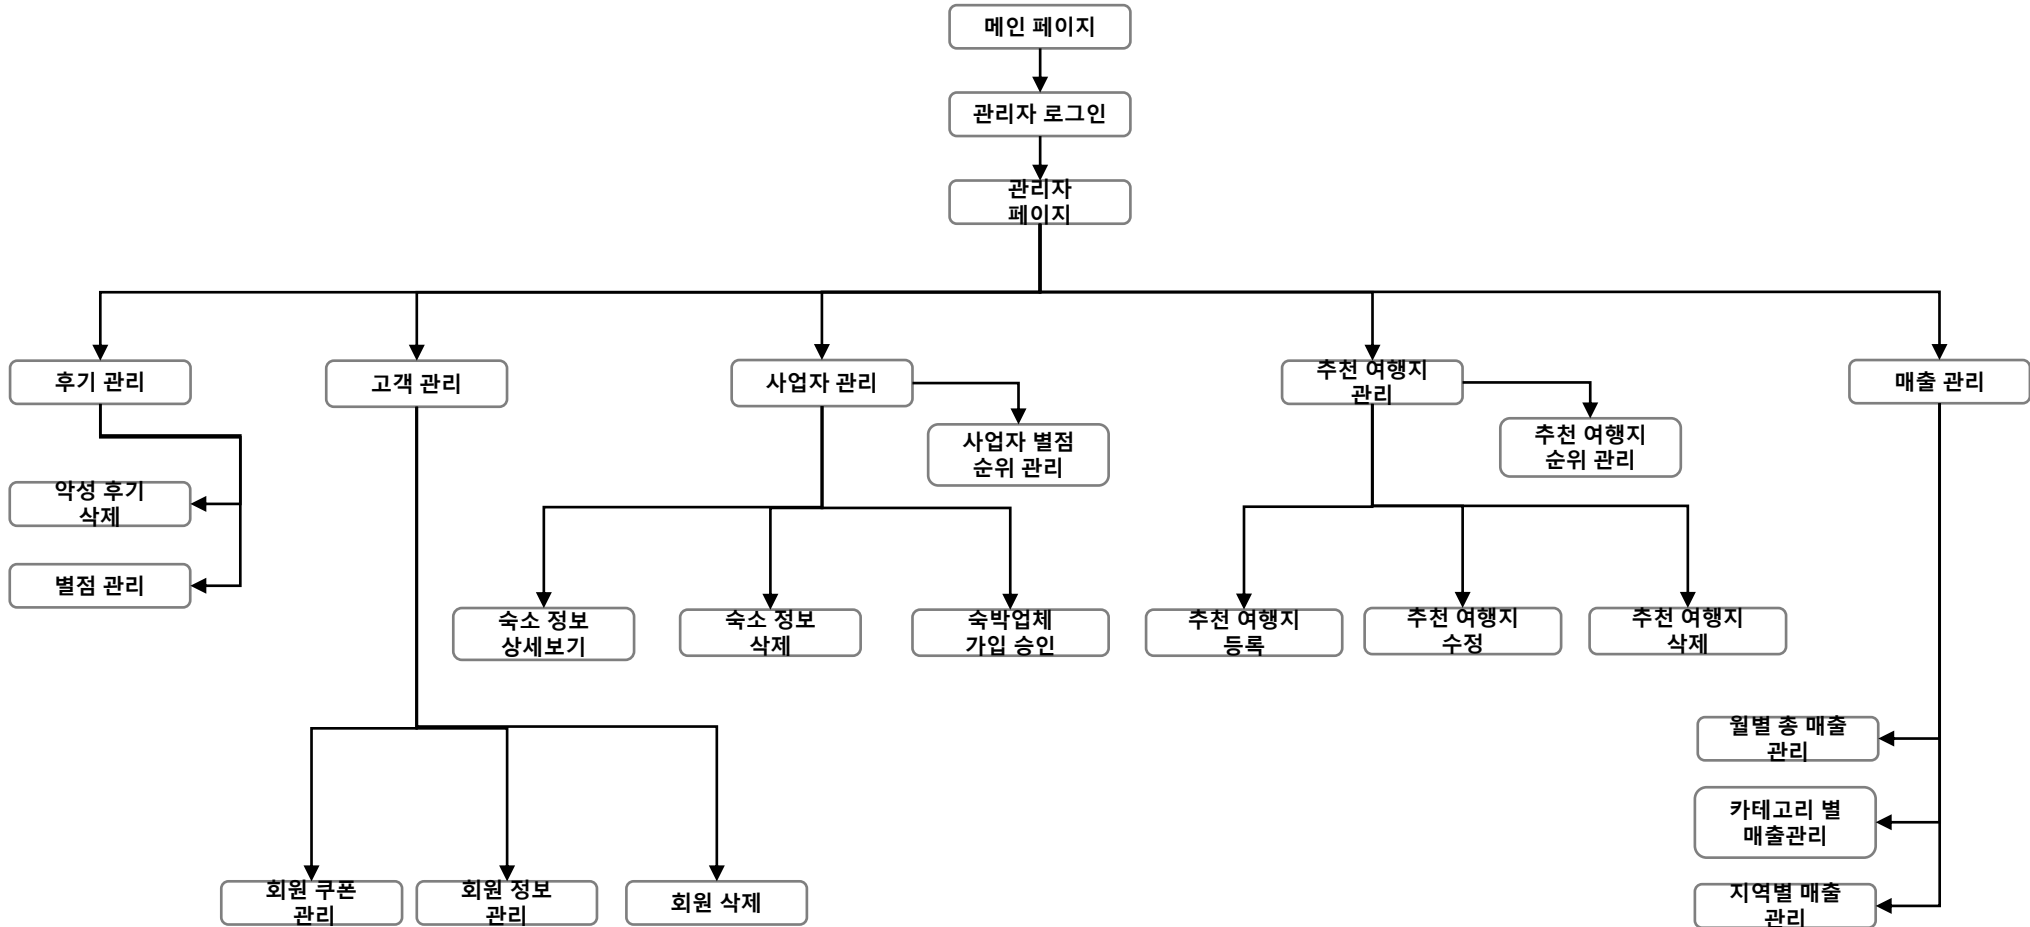 메인 페이지
관리자 로그인
관리자
페이지
후기 관리
고객 관리
사업자 관리
추천 여행지
관리
매출 관리
사업자 별점
순위 관리
추천 여행지
순위 관리
악성 후기
삭제
별점 관리
숙소 정보
상세보기
숙소 정보
삭제
숙박업체
가입 승인
추천 여행지
등록
추천 여행지
수정
추천 여행지
삭제
월별 총 매출
관리
카테고리 별
매출관리
지역별 매출
관리
회원 쿠폰
관리
회원 정보
관리
회원 삭제